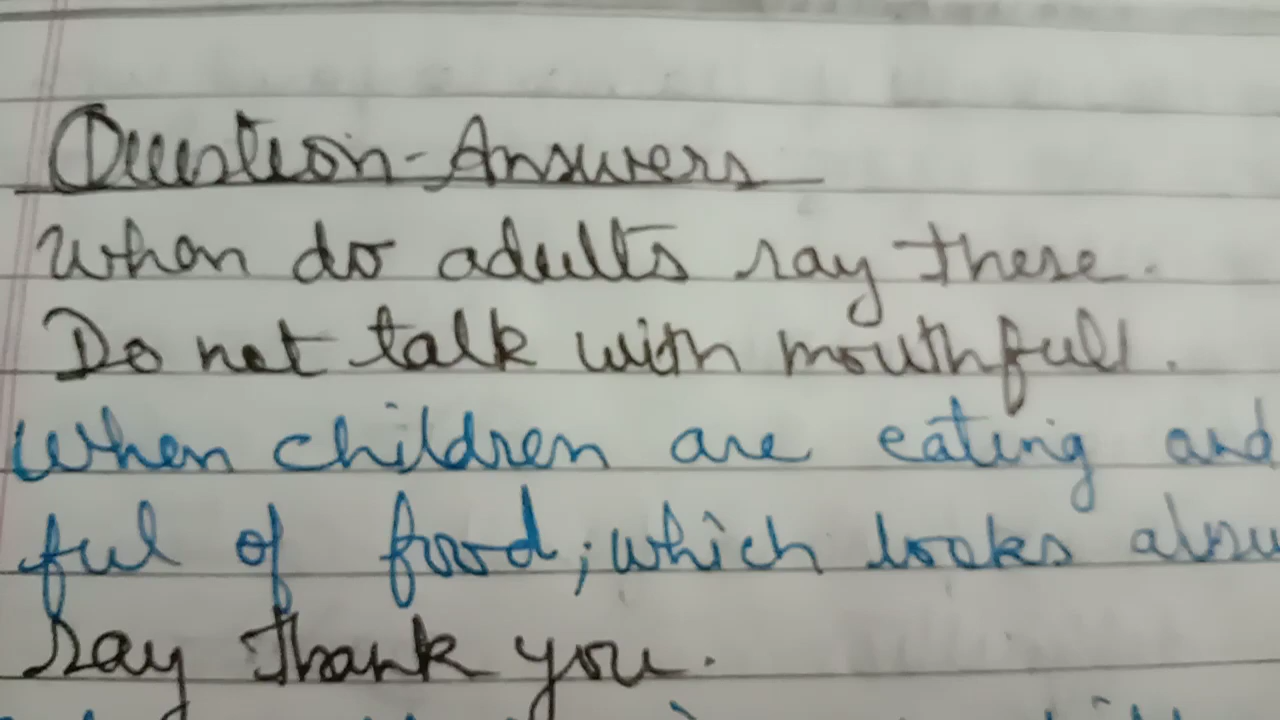 Question-Answers
When do adults say these.
Do not talk with mouthfull.
When children are eating and
ful of food; which looks
Say thank you.